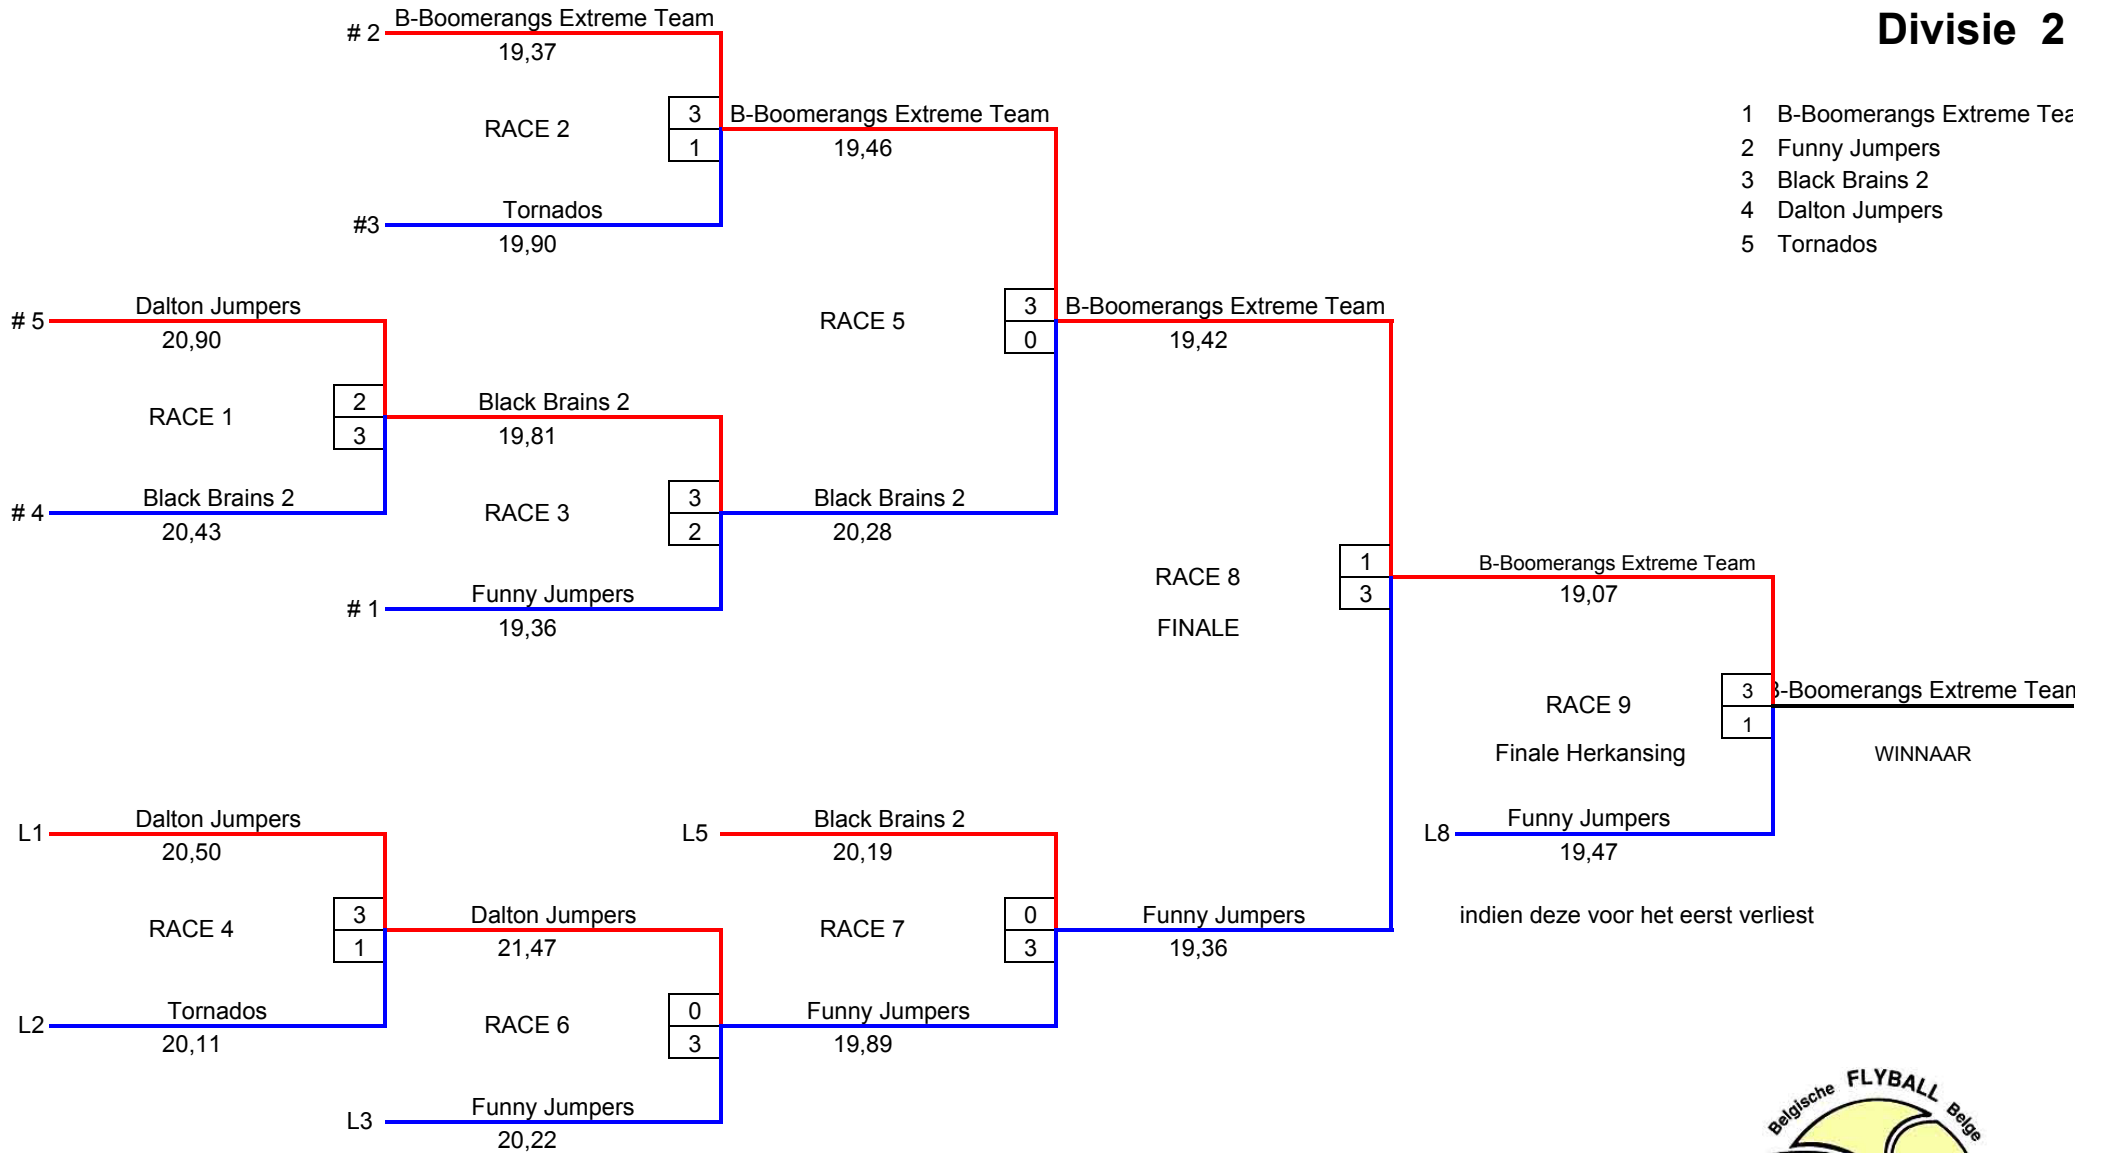 Divisie 2
1 B-Boomerangs Extreme Tea
2 Funny Jumpers
3 Black Brains 2
4 Dalton Jumpers
5 Tornados
# 2 B-Boomerangs Extreme Team
19,37
RACE 2
3
1
B-Boomerangs Extreme Team
19,46
#3 Tornados
19,90
# 5 Dalton Jumpers
20,90
RACE 1
2
3
Black Brains 2
19,81
# 4 Black Brains 2
20,43
RACE 3
3
2
Black Brains 2
20,28
# 1 Funny Jumpers
19,36
RACE 5
3
0
B-Boomerangs Extreme Team
19,42
RACE 8
FINALE
1
3
B-Boomerangs Extreme Team
19,07
RACE 9
Finale Herkansing
3
1
B-Boomerangs Extreme Tean
WINNAAR
L8 Funny Jumpers
19,47
indien deze voor het eerst verliest
L1 Dalton Jumpers
20,50
RACE 4
3
1
Dalton Jumpers
21,47
L2 Tornados
20,11
RACE 6
0
3
Funny Jumpers
19,89
L3 Funny Jumpers
20,22
L5 Black Brains 2
20,19
RACE 7
0
3
Funny Jumpers
19,36
Belgische FLYBALL Belge